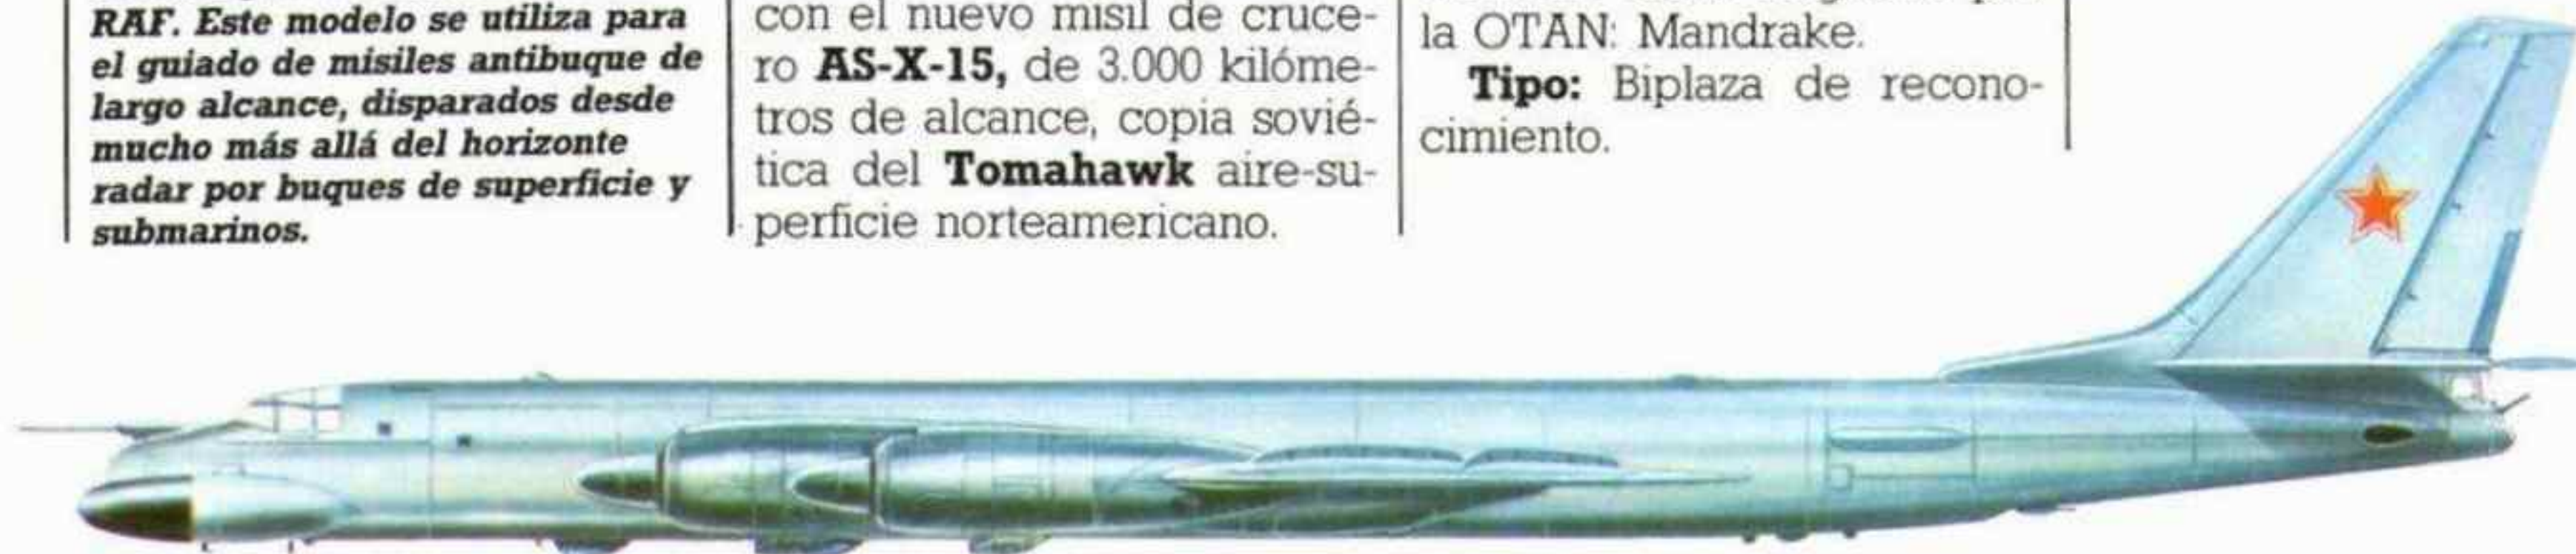 RAF. Este modelo se utiliza para
el guiado de misiles antibuque de
largo alcance, disparados desde
mucho más allá del horizonte
radar por buques de superficie y
submarinos.
con el nuevo misil de cruce-
ro AS-X-15, de 3.000 kilóme-
tros de alcance, copia sovié-
tica del Tomahawk aire-su-
perficie norteamericano.
la OTAN: Mandrake.
Tipo: Biplaza de recono-
cimiento.